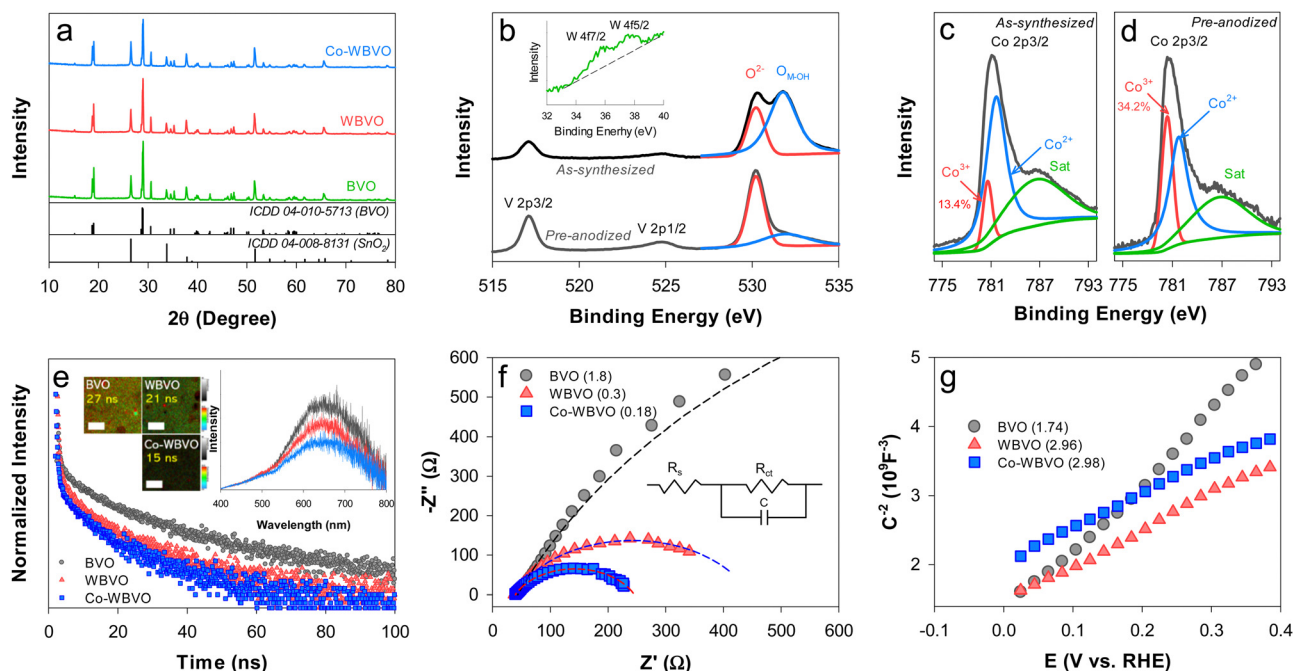 a
Co-WBVO
WBVO
BVO
ICDD 04-010-5713 (BVO)
ICDD 04-008-8131 (SnO₂)
10 20 30 40 50 60 70 80
2θ (Degree)
Intensity
b
W 4f7/2
W 4f5/2
Intensity
32 34 36 38 40
Binding Enerhy (eV)
O²⁻
O_M-OH
As-synthesized
V 2p3/2
V 2p1/2
Pre-anodized
515 520 525 530 535
Binding Energy (eV)
Intensity
c
As-synthesized
Co 2p3/2
Co³⁺
13.4%
Co²⁺
Sat
775 781 787 793
d
Pre-anodized
Co 2p3/2
Co³⁺
34.2%
Co²⁺
Sat
775 781 787 793
Binding Energy (eV)
Intensity
e
BVO
27 ns
WBVO
21 ns
Co-WBVO
15 ns
Intensity
400 500 600 700 800
Wavelength (nm)
BVO
WBVO
Co-WBVO
0 20 40 60 80 100
Time (ns)
Normalized Intensity
f
BVO (1.8)
WBVO (0.3)
Co-WBVO (0.18)
R_s
R_ct
C
600
500
400
300
200
100
0
0 100 200 300 400 500 600
Z' (Ω)
-Z" (Ω)
g
BVO (1.74)
WBVO (2.96)
Co-WBVO (2.98)
5
4
3
2
-0.1 0.0 0.1 0.2 0.3 0.4
E (V vs. RHE)
C⁻² (10⁹F⁻³)